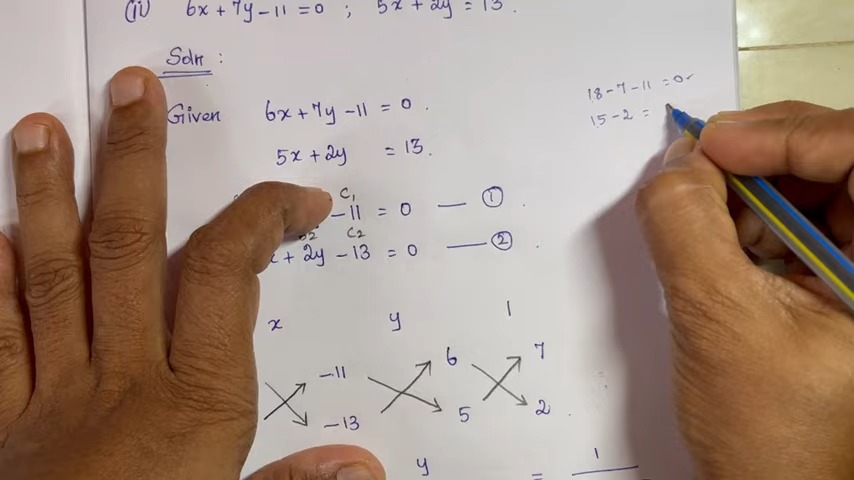 (ii) 6x + 7y - 11 = 0 ; 5x + 2y = 13.
Soln :
Given 6x + 7y - 11 = 0.
5x + 2y = 13.
18 - 7 - 11 = 0✓
15 - 2 =
C1
- 11 = 0 — ①.
C2
+ 2y - 13 = 0 — ②.
x y 1
-11 6 7
-13 5 2.
y = 1